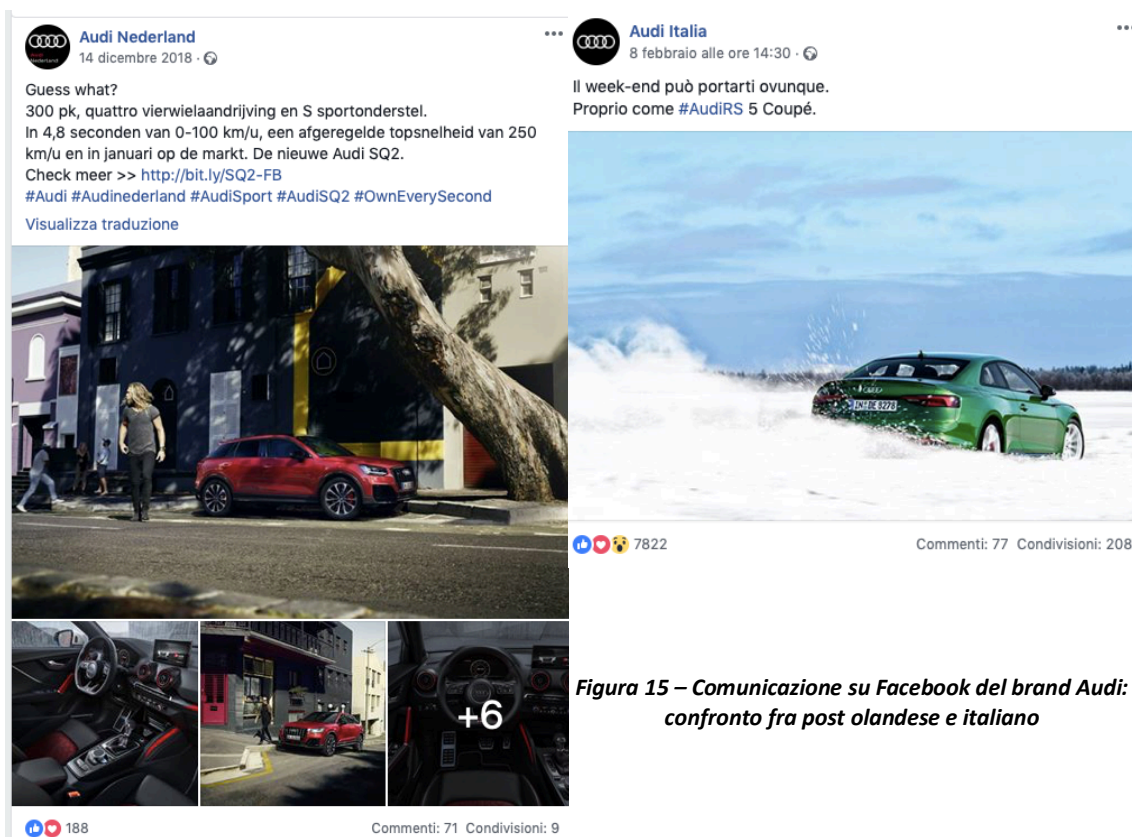 Audi Nederland
14 dicembre 2018 ·
Guess what?
300 pk, quattro vierwielaandrijving en S sportonderstel.
In 4,8 seconden van 0-100 km/u, een afgeregelde topsnelheid van 250
km/u en in januari op de markt. De nieuwe Audi SQ2.
Check meer >> http://bit.ly/SQ2-FB
#Audi #Audinederland #AudiSport #AudiSQ2 #OwnEverySecond
Visualizza traduzione
+6
188
Commenti: 71 Condivisioni: 9
Audi Italia
8 febbraio alle ore 14:30 ·
Il week-end può portarti ovunque.
Proprio come #AudiRS 5 Coupé.
IN DE 9278
7822
Commenti: 77 Condivisioni: 208
Figura 15 – Comunicazione su Facebook del brand Audi:
confronto fra post olandese e italiano